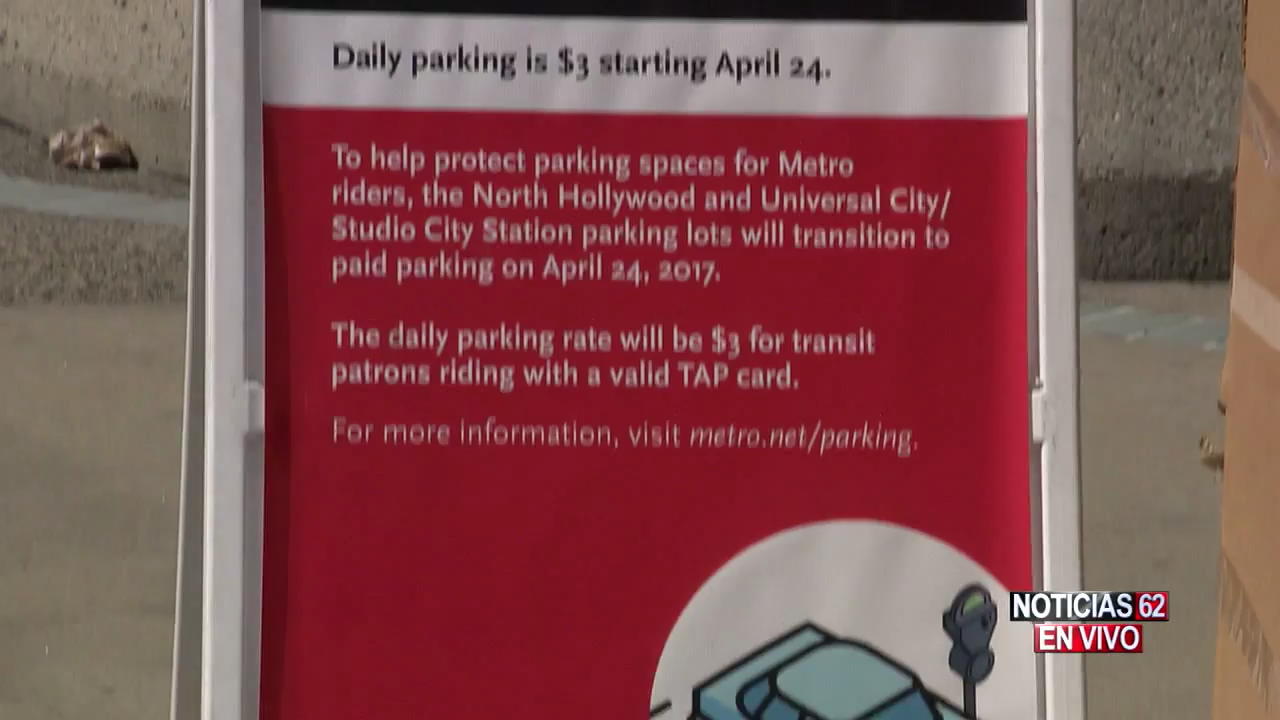 Daily parking is $3 starting April 24.
To help protect parking spaces for Metro
riders, the North Hollywood and Universal City/
Studio City Station parking lots will transition to
paid parking on April 24, 2017.
The daily parking rate will be $3 for transit
patrons riding with a valid TAP card.
For more information, visit metro.net/parking.
NOTICIAS 62
EN VIVO